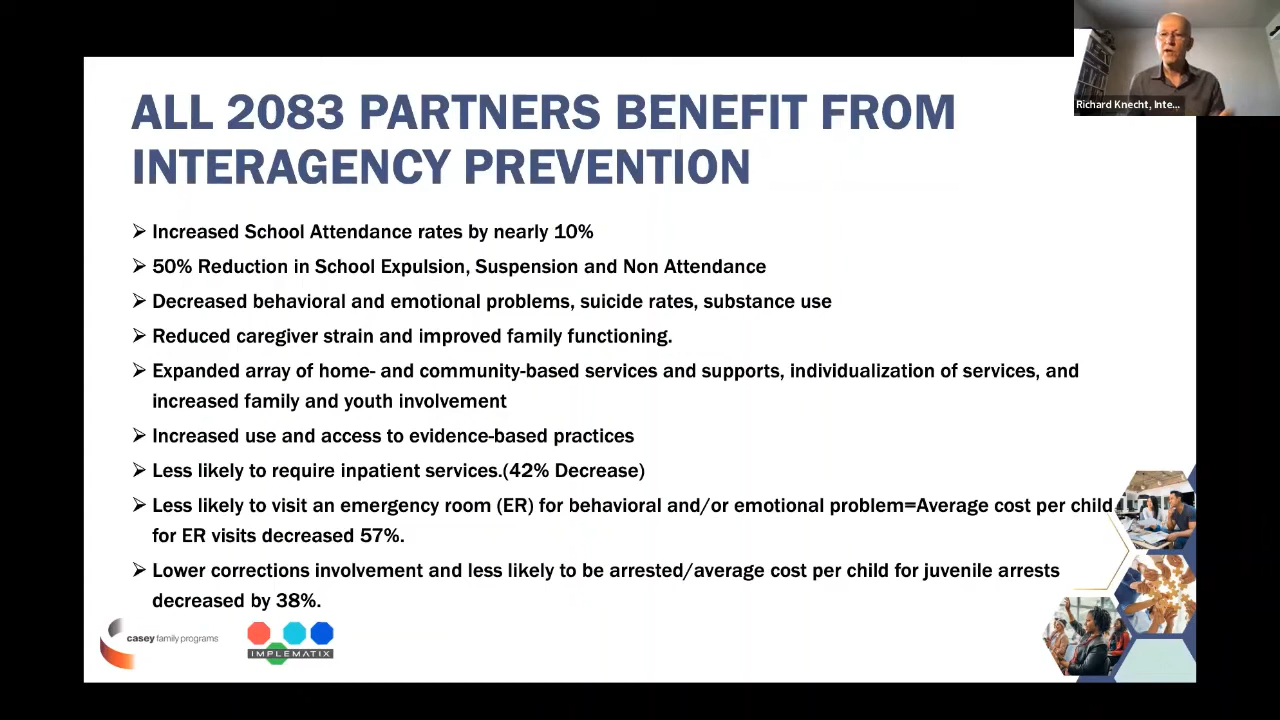 Richard Knecht, Inte...
ALL 2083 PARTNERS BENEFIT FROM
INTERAGENCY PREVENTION
➢ Increased School Attendance rates by nearly 10%
➢ 50% Reduction in School Expulsion, Suspension and Non Attendance
➢ Decreased behavioral and emotional problems, suicide rates, substance use
➢ Reduced caregiver strain and improved family functioning.
➢ Expanded array of home- and community-based services and supports, individualization of services, and
increased family and youth involvement
➢ Increased use and access to evidence-based practices
➢ Less likely to require inpatient services.(42% Decrease)
➢ Less likely to visit an emergency room (ER) for behavioral and/or emotional problem=Average cost per child
for ER visits decreased 57%.
➢ Lower corrections involvement and less likely to be arrested/average cost per child for juvenile arrests
decreased by 38%.
casey family programs
IMPLEMATIX